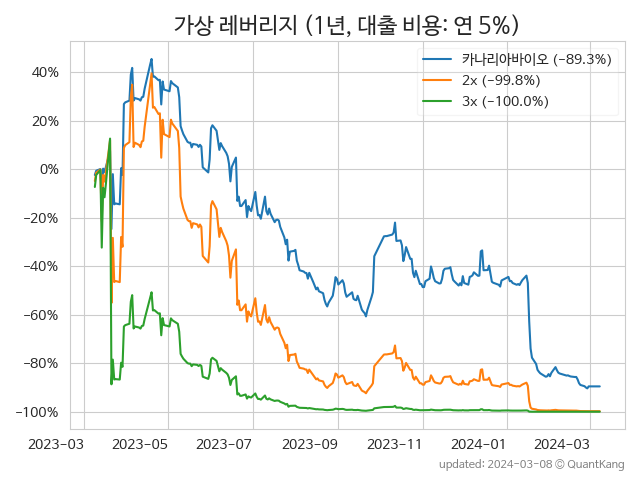 가상 레버리지 (1년, 대출 비용: 연 5%)
카나리아바이오 (−89.3%)
2x (−99.8%)
3x (−100.0%)
40%
20%
0%
−20%
−40%
−60%
−80%
−100%
2023-03 2023-05 2023-07 2023-09 2023-11 2024-01 2024-03
updated: 2024-03-08 ⓒ QuantKang